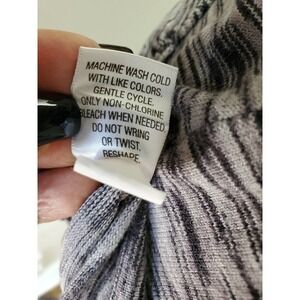 MACHINE WASH COLD
WITH LIKE COLORS.
GENTLE CYCLE.
ONLY NON-CHLORINE
BLEACH WHEN NEEDED.
DO NOT WRING
OR TWIST.
RESHAPE.